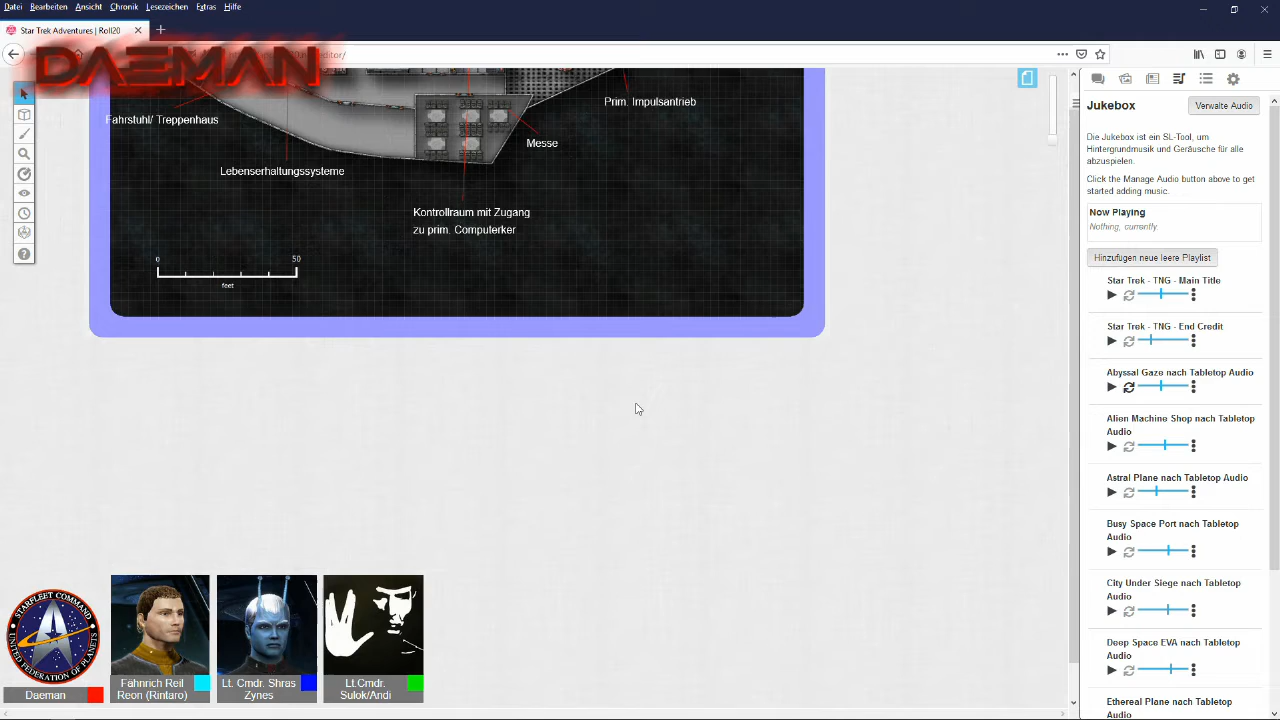 Datei Bearbeiten Ansicht Chronik Lesezeichen Extras Hilfe
Star Trek Adventures | Roll20
DAEMAN
editor/
Fahrstuhl/ Treppenhaus
Prim. Impulsantrieb
Messe
Lebenserhaltungssysteme
Kontrollraum mit Zugang
zu prim. Computerker
0 50
feet
Jukebox
Verwalte Audio
Die Jukebox ist ein SL-Tool, um
Hintergrundmusik und Geräusche für alle
abzuspielen.
Click the Manage Audio button above to get
started adding music.
Now Playing
Nothing, currently.
Hinzufügen neue leere Playlist
Star Trek - TNG - Main Title
Star Trek - TNG - End Credit
Abyssal Gaze nach Tabletop Audio
Alien Machine Shop nach Tabletop
Audio
Astral Plane nach Tabletop Audio
Busy Space Port nach Tabletop
Audio
City Under Siege nach Tabletop
Audio
Deep Space EVA nach Tabletop
Audio
Ethereal Plane nach Tabletop
Audio
STARFLEET COMMAND
UNITED FEDERATION OF PLANETS
Daeman
Fähnrich Reil
Reon (Rintaro)
Lt. Cmdr. Shras
Zynes
Lt.Cmdr.
Sulok/Andi